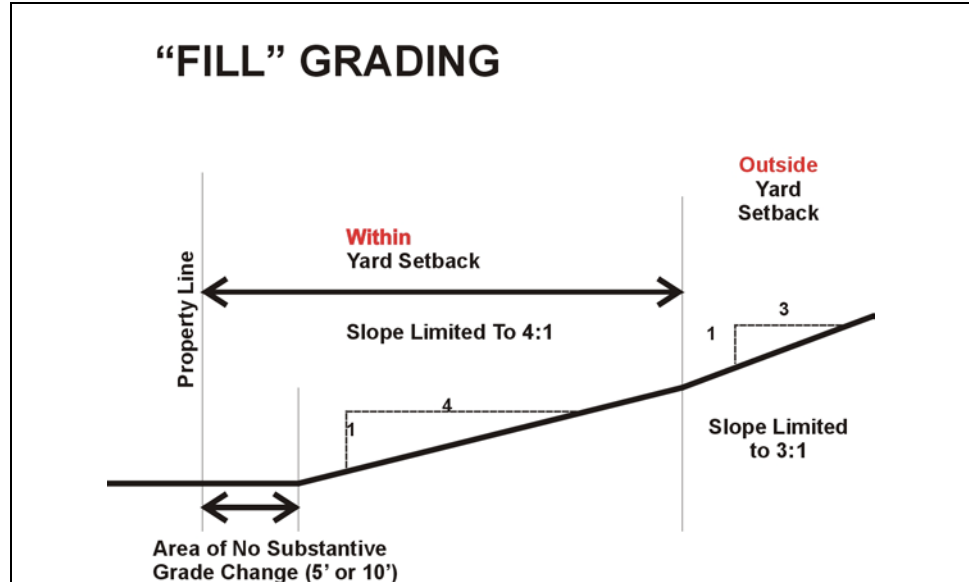 “FILL” GRADING
Outside
Yard
Setback
Within
Yard Setback
Property Line
Slope Limited To 4:1
3
1
4
1
Slope Limited
to 3:1
Area of No Substantive
Grade Change (5’ or 10’)